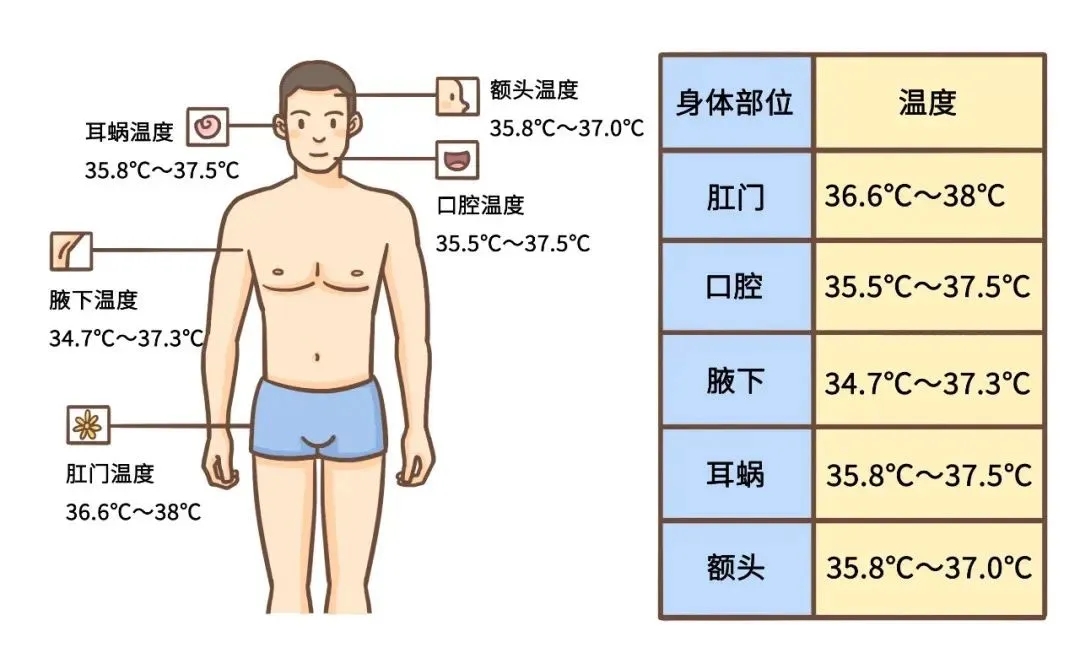 额头温度
35.8℃～37.0℃
耳蜗温度
35.8℃～37.5℃
口腔温度
35.5℃～37.5℃
腋下温度
34.7℃～37.3℃
肛门温度
36.6℃～38℃
身体部位 温度
肛门 36.6℃～38℃
口腔 35.5℃～37.5℃
腋下 34.7℃～37.3℃
耳蜗 35.8℃～37.5℃
额头 35.8℃～37.0℃